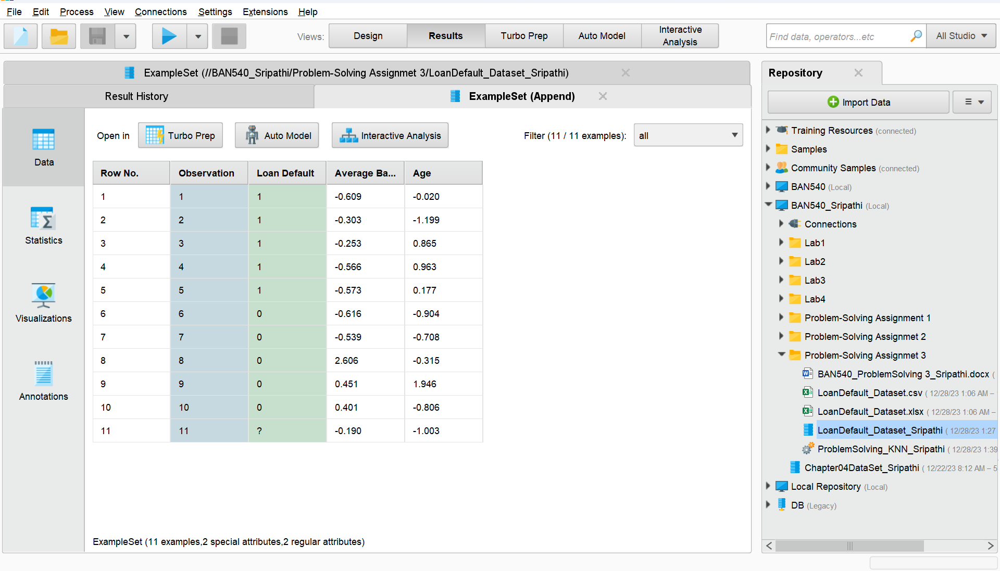 File Edit Process View Connections Settings Extensions Help
Views: Design Results Turbo Prep Auto Model Interactive Analysis
Find data, operators...etc All Studio
ExampleSet (//BAN540_Sripathi/Problem-Solving Assignmet 3/LoanDefault_Dataset_Sripathi)
Result History ExampleSet (Append)
Data
Statistics
Visualizations
Annotations
Open in Turbo Prep Auto Model Interactive Analysis Filter (11 / 11 examples): all
Row No. Observation Loan Default Average Ba... Age
1 1 1 -0.609 -0.020
2 2 1 -0.303 -1.199
3 3 1 -0.253 0.865
4 4 1 -0.566 0.963
5 5 1 -0.573 0.177
6 6 0 -0.616 -0.904
7 7 0 -0.539 -0.708
8 8 0 2.606 -0.315
9 9 0 0.451 1.946
10 10 0 0.401 -0.806
11 11 ? -0.190 -1.003
ExampleSet (11 examples,2 special attributes,2 regular attributes)
Repository
Import Data
Training Resources (connected)
Samples
Community Samples (connected)
BAN540 (Local)
BAN540_Sripathi (Local)
Connections
Lab1
Lab2
Lab3
Lab4
Problem-Solving Assignment 1
Problem-Solving Assignmet 2
Problem-Solving Assignmet 3
BAN540_ProblemSolving 3_Sripathi.docx (
LoanDefault_Dataset.csv ( 12/28/23 1:06 AM –
LoanDefault_Dataset.xlsx ( 12/28/23 1:06 AM –
LoanDefault_Dataset_Sripathi ( 12/28/23 1:27
ProblemSolving_KNN_Sripathi ( 12/28/23 1:39
Chapter04DataSet_Sripathi ( 12/22/23 8:12 AM – 5
Local Repository (Local)
DB (Legacy)